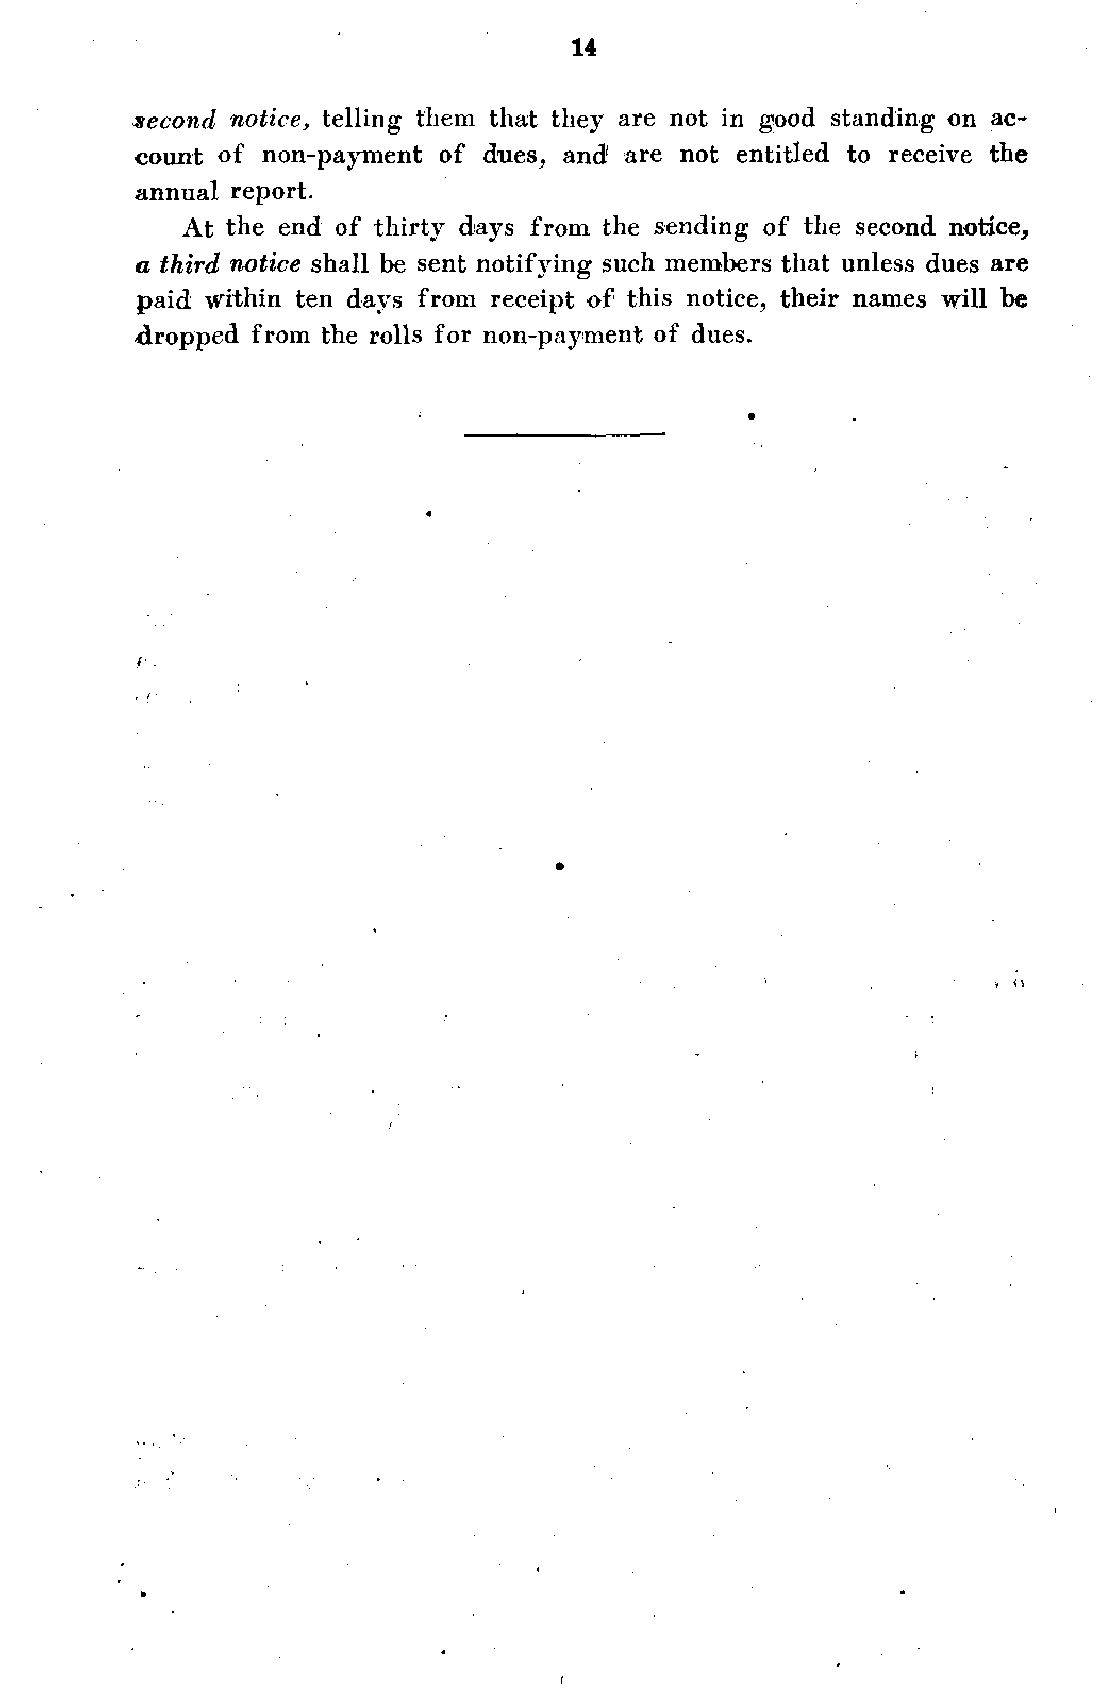 14
second notice, telling them that they are not in good standing on ac-
count of non-payment of dues, and are not entitled to receive the
annual report.
At the end of thirty days from the sending of the second notice,
a third notice shall be sent notifying such members that unless dues are
paid within ten days from receipt of this notice, their names will be
dropped from the rolls for non-payment of dues.